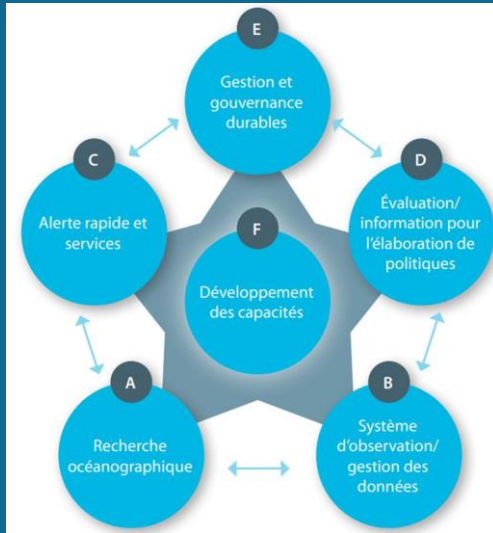 E
Gestion et
gouvernance
durables
C
Alerte rapide et
services
D
Évaluation/
information pour
l'élaboration de
politiques
F
Développement
des capacités
A
Recherche
océanographique
B
Système
d'observation/
gestion des
données